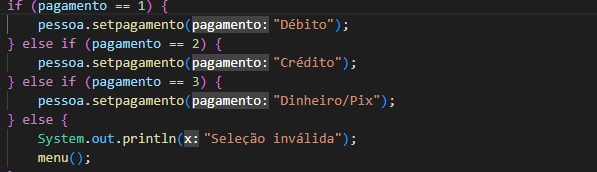 if (pagamento == 1) {
pessoa.setpagamento(pagamento: "Débito");
} else if (pagamento == 2) {
pessoa.setpagamento(pagamento: "Crédito");
} else if (pagamento == 3) {
pessoa.setpagamento(pagamento: "Dinheiro/Pix");
} else {
System.out.println(x: "Seleção inválida");
menu();